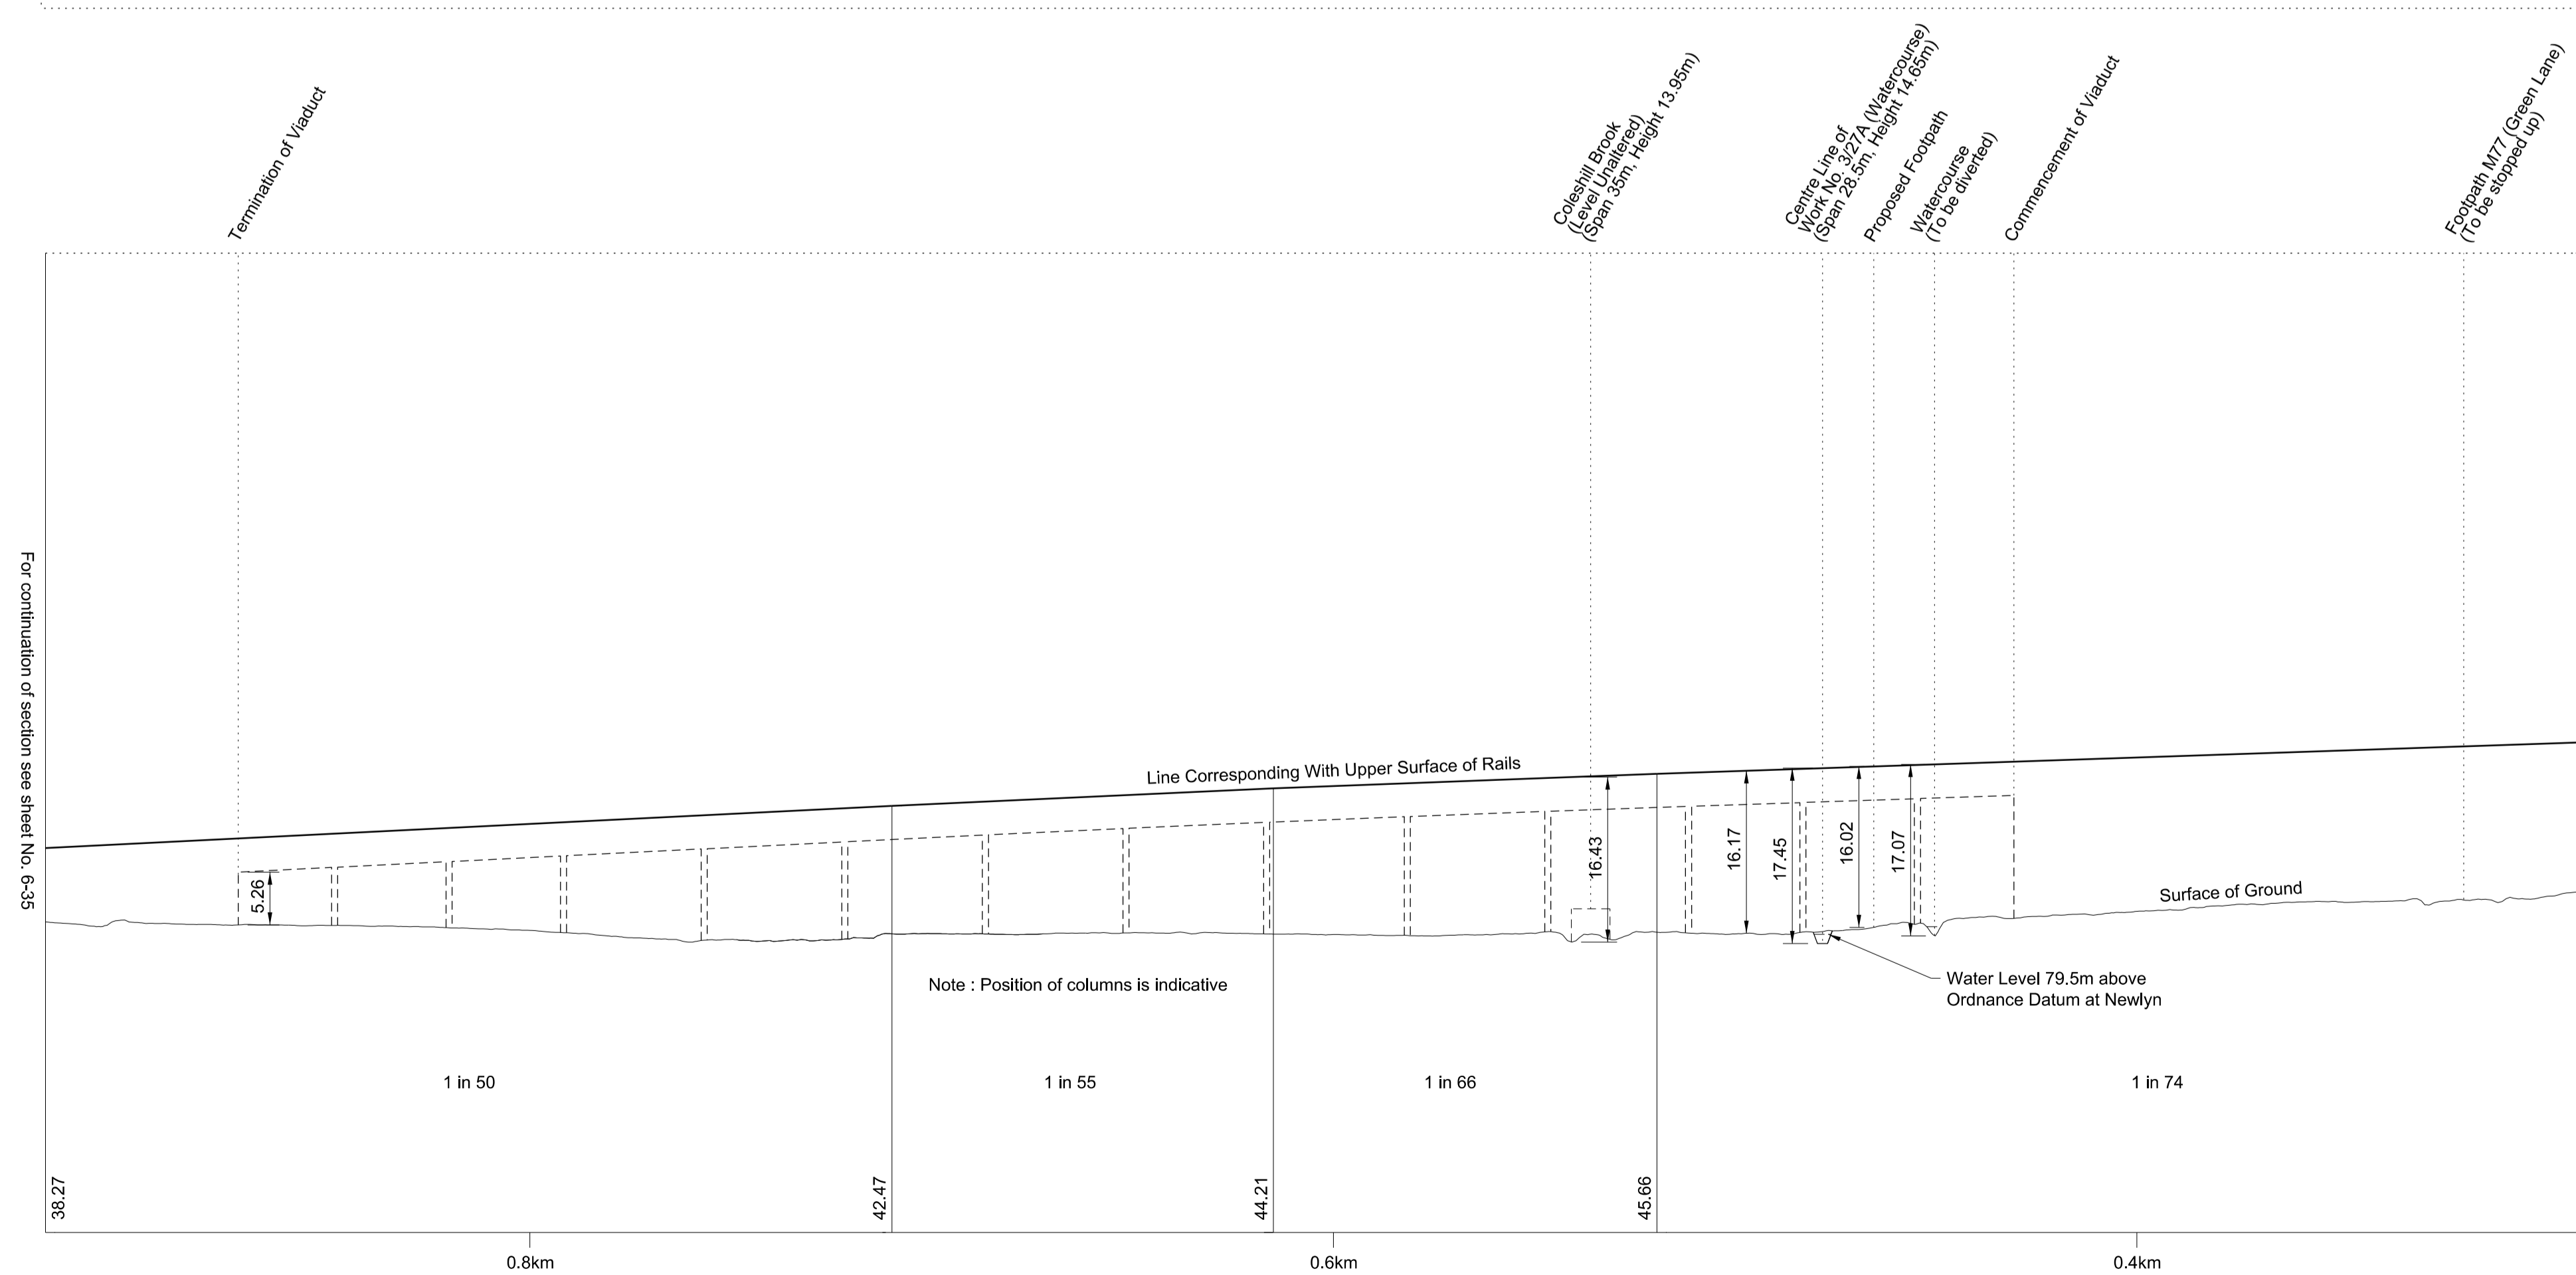 Termination of Viaduct
Coleshill Brook
(Level Unaltered)
(Span 35m, Height 13.95m)
Centre Line of
Work No. 3/27A (Watercourse)
(Span 28.5m, Height 14.65m)
Proposed Footpath
Watercourse
(To be diverted)
Commencement of Viaduct
Footpath M77 (Green Lane)
(To be stopped up)
For continuation of section see sheet No. 6-35
Line Corresponding With Upper Surface of Rails
5.26
16.43
16.17
17.45
16.02
17.07
Surface of Ground
Note : Position of columns is indicative
Water Level 79.5m above
Ordnance Datum at Newlyn
1 in 50
1 in 55
1 in 66
1 in 74
38.27
42.47
44.21
45.66
0.8km
0.6km
0.4km